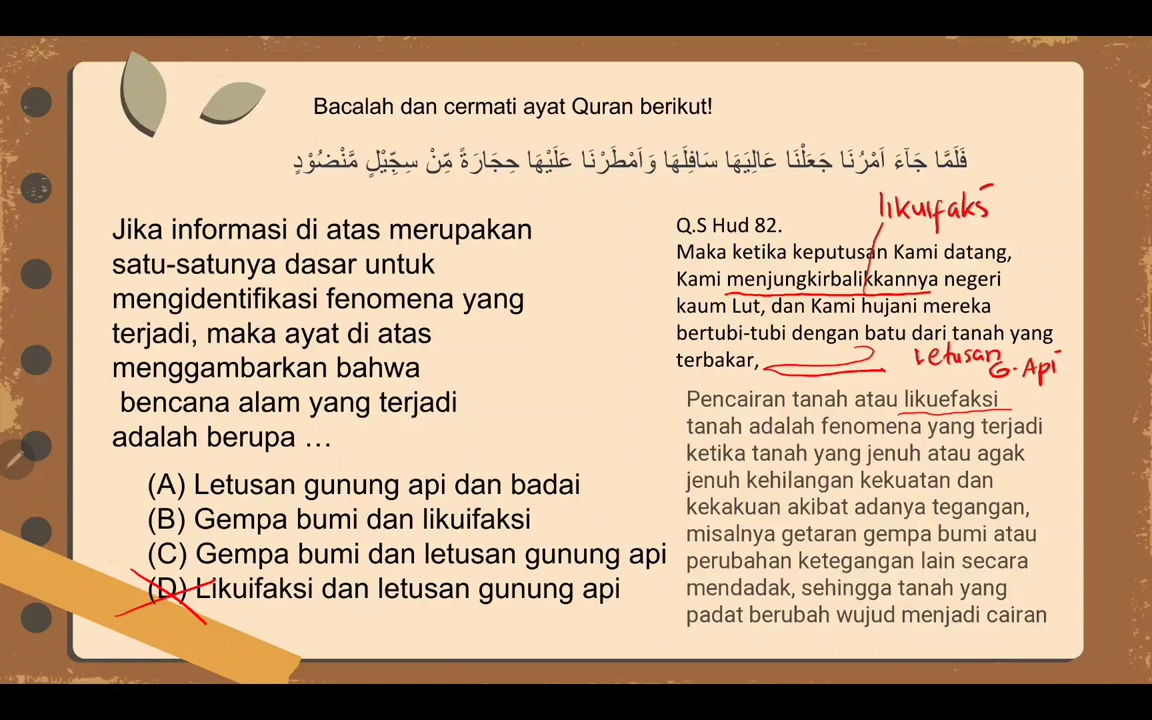 Bacalah dan cermati ayat Quran berikut!
فَلَمَّا جَاۤءَ اَمْرُنَا جَعَلْنَا عَالِيَهَا سَافِلَهَا وَاَمْطَرْنَا عَلَيْهَا حِجَارَةً مِّنْ سِجِّيْلٍ مَّنْضُوْدٍ
Jika informasi di atas merupakan
satu-satunya dasar untuk
mengidentifikasi fenomena yang
terjadi, maka ayat di atas
menggambarkan bahwa
bencana alam yang terjadi
adalah berupa …
(A) Letusan gunung api dan badai
(B) Gempa bumi dan likuifaksi
(C) Gempa bumi dan letusan gunung api
(D) Likuifaksi dan letusan gunung api
likuifaksi
Q.S Hud 82.
Maka ketika keputusan Kami datang,
Kami menjungkirbalikkannya negeri
kaum Lut, dan Kami hujani mereka
bertubi-tubi dengan batu dari tanah yang
terbakar,
Letusan
G. Api
Pencairan tanah atau likuefaksi
tanah adalah fenomena yang terjadi
ketika tanah yang jenuh atau agak
jenuh kehilangan kekuatan dan
kekakuan akibat adanya tegangan,
misalnya getaran gempa bumi atau
perubahan ketegangan lain secara
mendadak, sehingga tanah yang
padat berubah wujud menjadi cairan